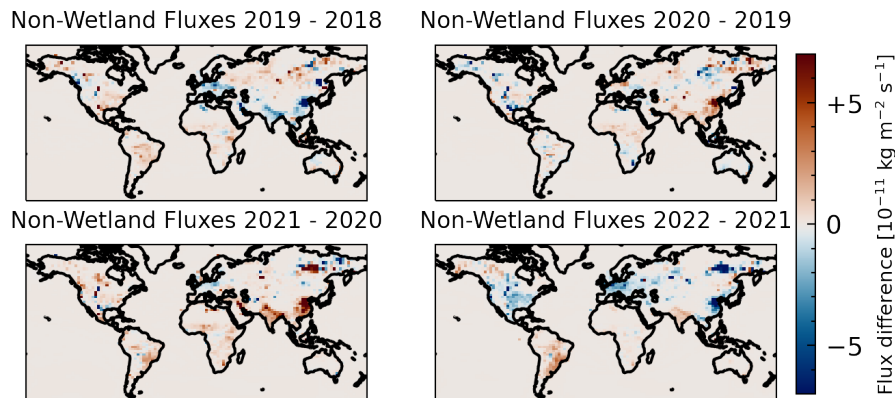 Non-Wetland Fluxes 2019 - 2018
Non-Wetland Fluxes 2020 - 2019
Non-Wetland Fluxes 2021 - 2020
Non-Wetland Fluxes 2022 - 2021
+5
0
−5
Flux difference [10⁻¹¹ kg m⁻² s⁻¹]